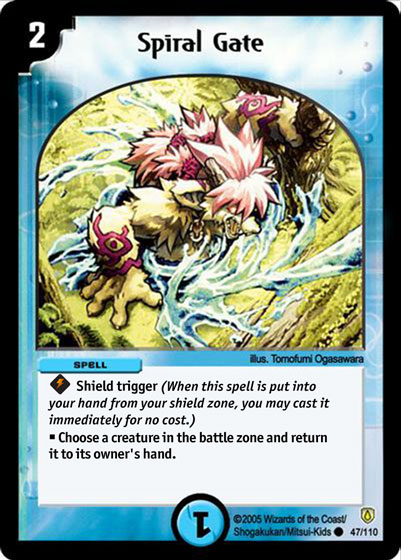 2
Spiral Gate
illus. Tomofumi Ogasawara
SPELL
Shield trigger (When this spell is put into
your hand from your shield zone, you may cast it
immediately for no cost.)
▪ Choose a creature in the battle zone and return
it to its owner's hand.
1
©2005 Wizards of the Coast/
Shogakukan/Mitsui-Kids ● 47/110